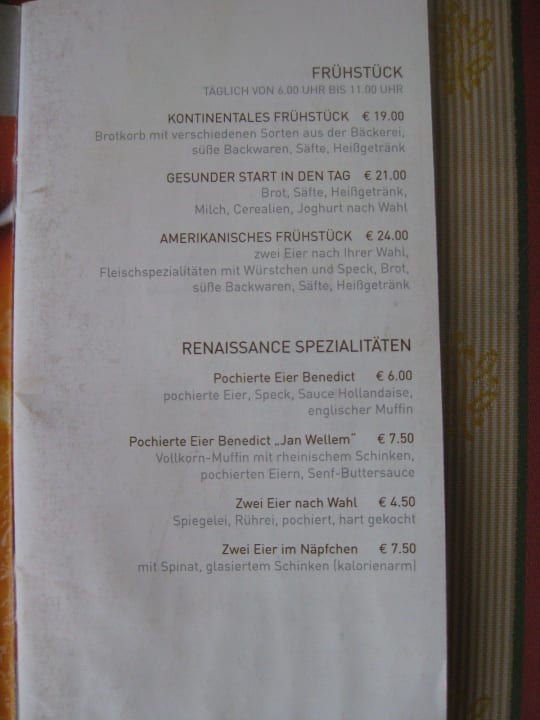 FRÜHSTÜCK
TÄGLICH VON 6.00 UHR BIS 11.00 UHR
KONTINENTALES FRÜHSTÜCK € 19.00
Brotkorb mit verschiedenen Sorten aus der Bäckerei,
süße Backwaren, Säfte, Heißgetränk
GESUNDER START IN DEN TAG € 21.00
Brot, Säfte, Heißgetränk,
Milch, Cerealien, Joghurt nach Wahl
AMERIKANISCHES FRÜHSTÜCK € 24.00
zwei Eier nach Ihrer Wahl,
Fleischspezialitäten mit Würstchen und Speck, Brot,
süße Backwaren, Säfte, Heißgetränk
RENAISSANCE SPEZIALITÄTEN
Pochierte Eier Benedict € 6.00
pochierte Eier, Speck, Sauce Hollandaise,
englischer Muffin
Pochierte Eier Benedict „Jan Wellem“ € 7.50
Vollkorn-Muffin mit rheinischem Schinken,
pochierten Eiern, Senf-Buttersauce
Zwei Eier nach Wahl € 4.50
Spiegelei, Rührei, pochiert, hart gekocht
Zwei Eier im Näpfchen € 7.50
mit Spinat, glasiertem Schinken (kalorienarm)